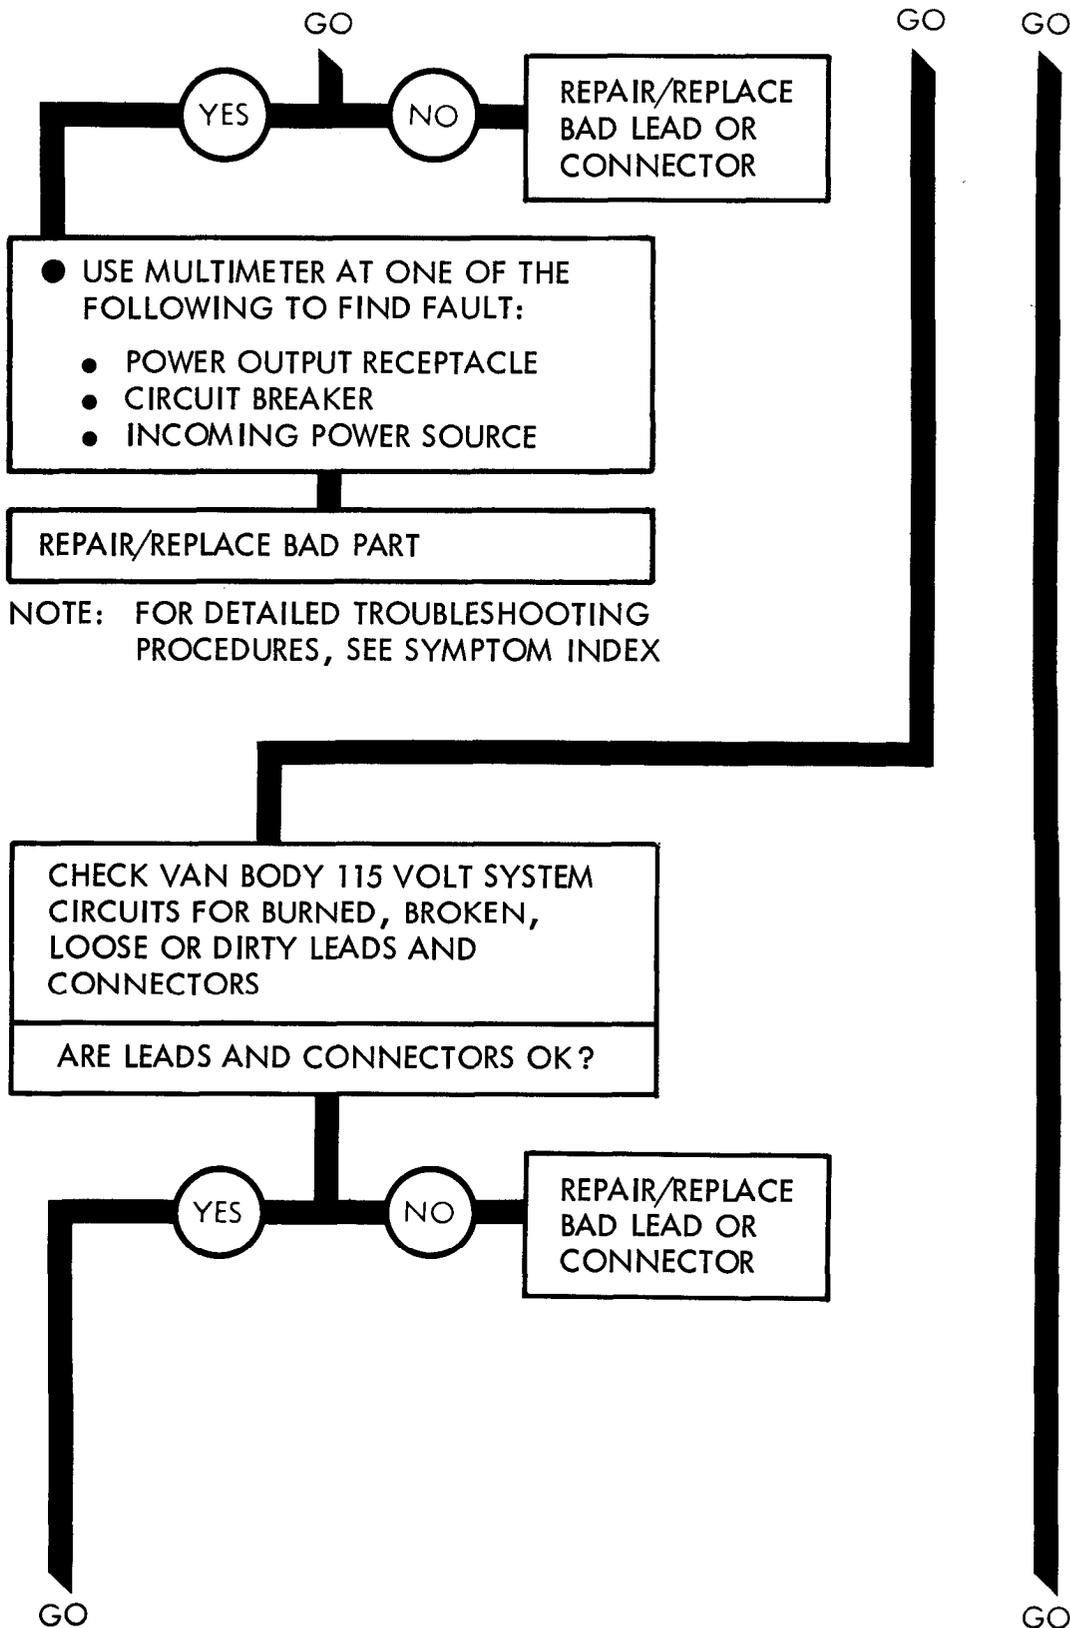 GO
GO
GO
YES
NO
REPAIR/REPLACE
BAD LEAD OR
CONNECTOR
● USE MULTIMETER AT ONE OF THE
FOLLOWING TO FIND FAULT:
● POWER OUTPUT RECEPTACLE
● CIRCUIT BREAKER
● INCOMING POWER SOURCE
REPAIR/REPLACE BAD PART
NOTE: FOR DETAILED TROUBLESHOOTING
PROCEDURES, SEE SYMPTOM INDEX
CHECK VAN BODY 115 VOLT SYSTEM
CIRCUITS FOR BURNED, BROKEN,
LOOSE OR DIRTY LEADS AND
CONNECTORS
ARE LEADS AND CONNECTORS OK?
YES
NO
REPAIR/REPLACE
BAD LEAD OR
CONNECTOR
GO
GO